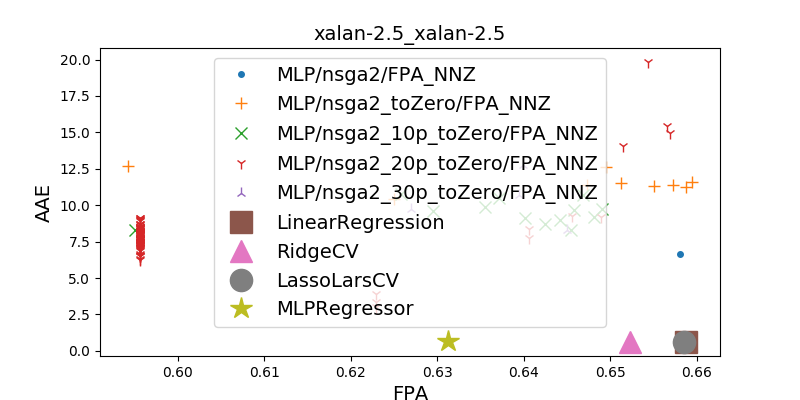 xalan-2.5_xalan-2.5
20.0
17.5
15.0
12.5
10.0
7.5
5.0
2.5
0.0
AAE
MLP/nsga2/FPA_NNZ
MLP/nsga2_toZero/FPA_NNZ
MLP/nsga2_10p_toZero/FPA_NNZ
MLP/nsga2_20p_toZero/FPA_NNZ
MLP/nsga2_30p_toZero/FPA_NNZ
LinearRegression
RidgeCV
LassoLarsCV
MLPRegressor
0.60 0.61 0.62 0.63 0.64 0.65 0.66
FPA